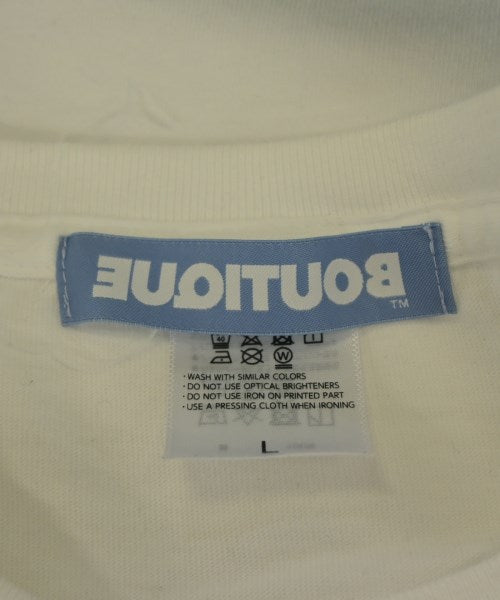 BOUTIQUE
TM
40
W
• WASH WITH SIMILAR COLORS
• DO NOT USE OPTICAL BRIGHTENERS
• DO NOT USE IRON ON PRINTED PART
• USE A PRESSING CLOTH WHEN IRONING
L